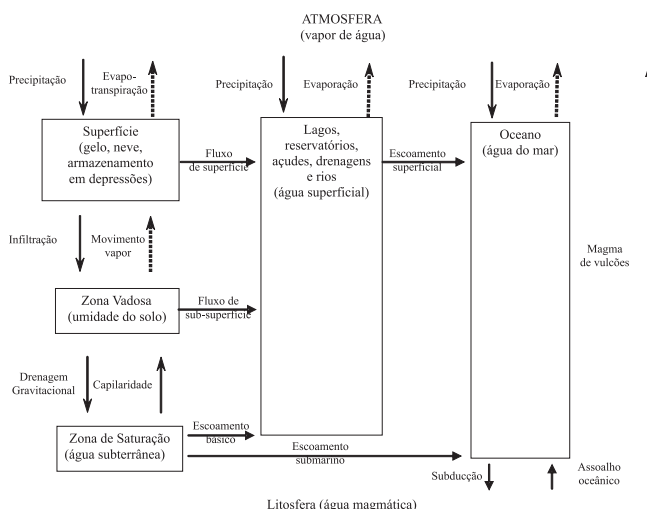 ATMOSFERA
(vapor de água)
Precipitação
Evapo-
transpiração
Precipitação
Evaporação
Precipitação
Evaporação
Superfície
(gelo, neve,
armazenamento
em depressões)
Fluxo
de superfície
Lagos,
reservatórios,
açudes, drenagens
e rios
(água superficial)
Escoamento
superficial
Oceano
(água do mar)
Infiltração
Movimento
vapor
Magma
de vulcões
Zona Vadosa
(umidade do solo)
Fluxo de
sub-superfície
Drenagem
Gravitacional
Capilaridade
Zona de Saturação
(água subterrânea)
Escoamento
básico
Escoamento
submarino
Subducção
Assoalho
oceânico
Litosfera (água magmática)